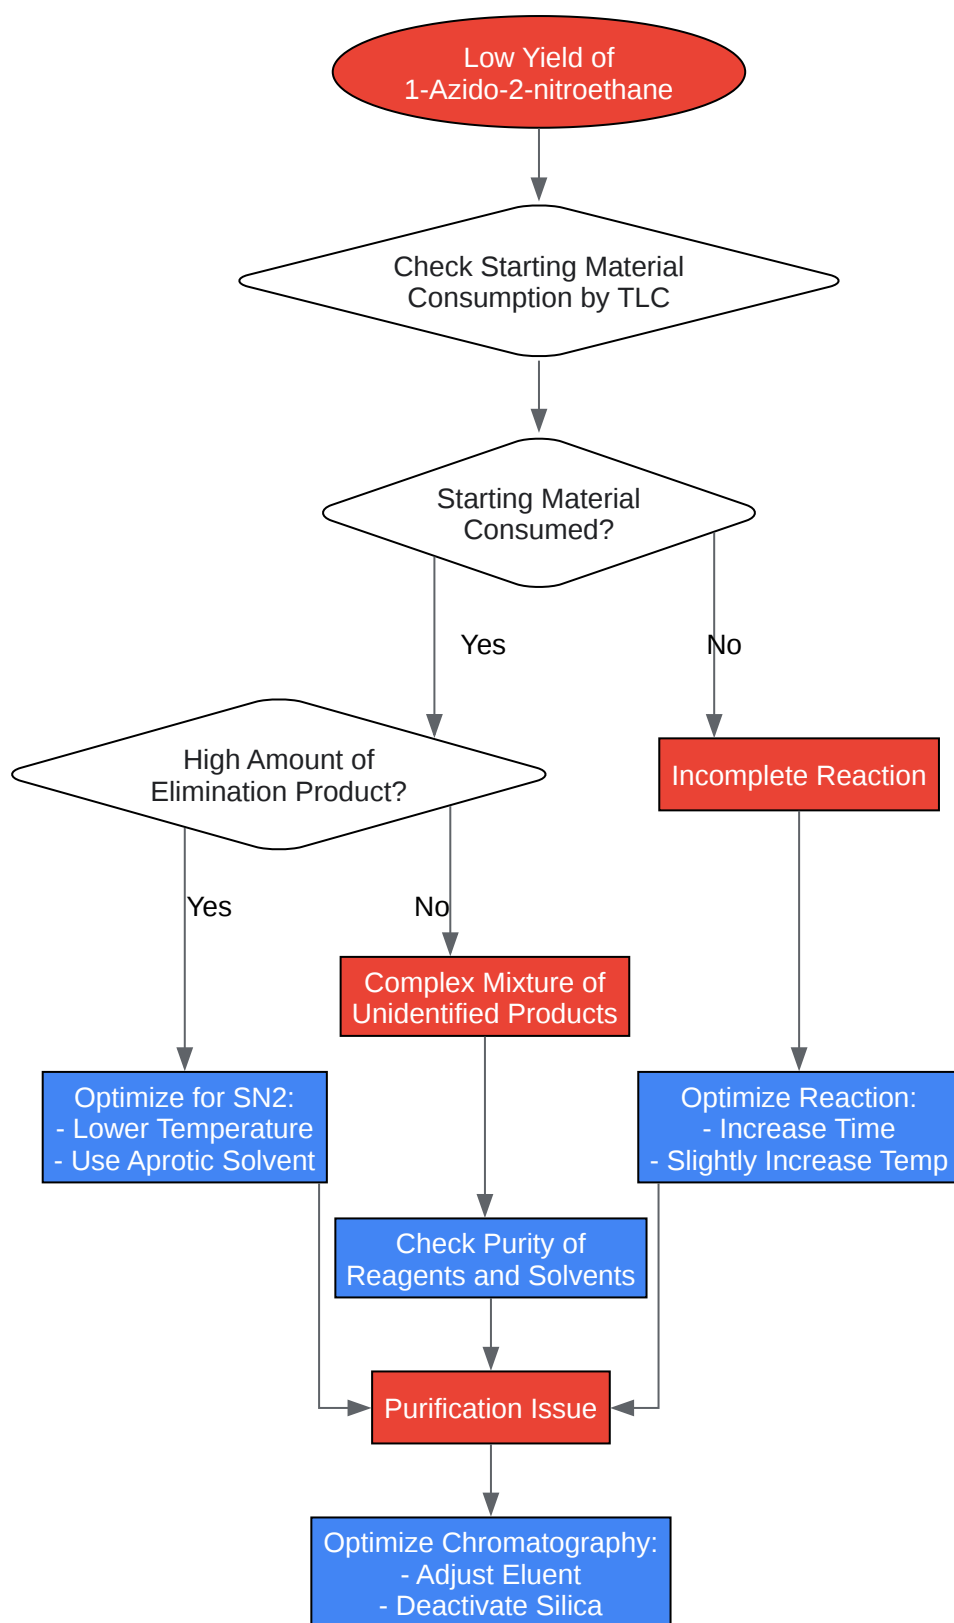 Low Yield of
1-Azido-2-nitroethane
Check Starting Material
Consumption by TLC
Starting Material
Consumed?
Yes
No
High Amount of
Elimination Product?
Incomplete Reaction
Yes
No
Complex Mixture of
Unidentified Products
Optimize for SN2:
- Lower Temperature
- Use Aprotic Solvent
Optimize Reaction:
- Increase Time
- Slightly Increase Temp
Check Purity of
Reagents and Solvents
Purification Issue
Optimize Chromatography:
- Adjust Eluent
- Deactivate Silica